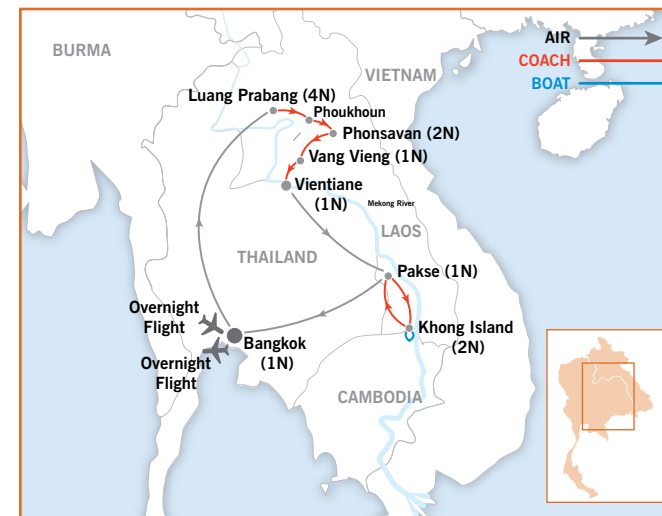 BURMA
AIR
COACH
BOAT
VIETNAM
Luang Prabang (4N)
Phoukhoun
Phonsavan (2N)
Vang Vieng (1N)
Vientiane
(1N)
Mekong River
LAOS
THAILAND
Pakse (1N)
Overnight
Flight
Bangkok
(1N)
Khong Island
(2N)
Overnight
Flight
CAMBODIA